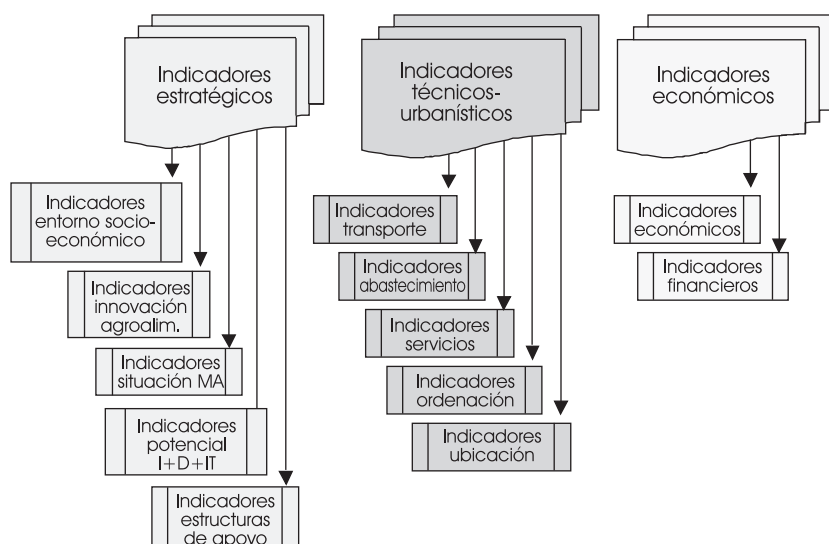 Indicadores
estratégicos
Indicadores
entorno socio-
económico
Indicadores
innovación
agroalim.
Indicadores
situación MA
Indicadores
potencial
I+D+IT
Indicadores
estructuras
de apoyo
Indicadores
técnicos-
urbanísticos
Indicadores
transporte
Indicadores
abastecimiento
Indicadores
servicios
Indicadores
ordenación
Indicadores
ubicación
Indicadores
económicos
Indicadores
económicos
Indicadores
financieros